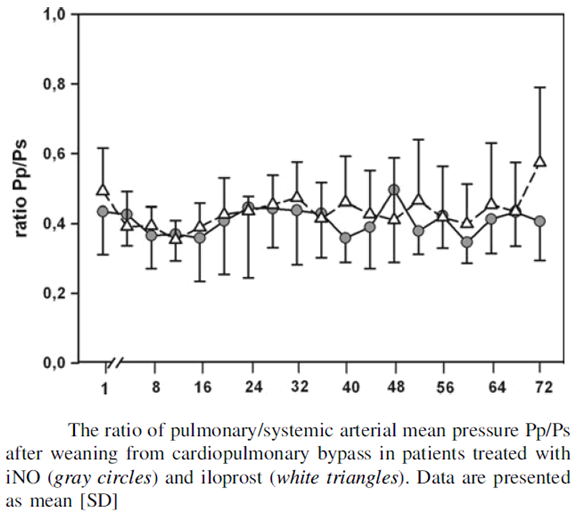 1,0
0,8
0,6
0,4
0,2
0,0
ratio Pp/Ps
1 8 16 24 32 40 48 56 64 72
The ratio of pulmonary/systemic arterial mean pressure Pp/Ps
after weaning from cardiopulmonary bypass in patients treated with
iNO (gray circles) and iloprost (white triangles). Data are presented
as mean [SD]